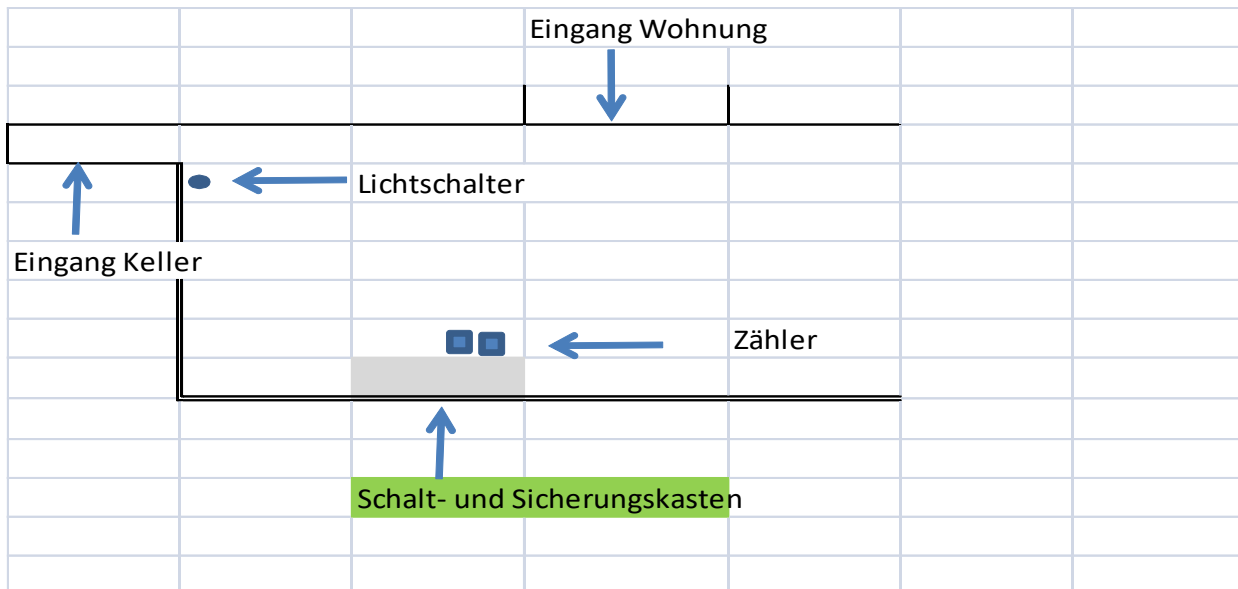 Eingang Wohnung
Lichtschalter
Eingang Keller
Zähler
Schalt- und Sicherungskasten